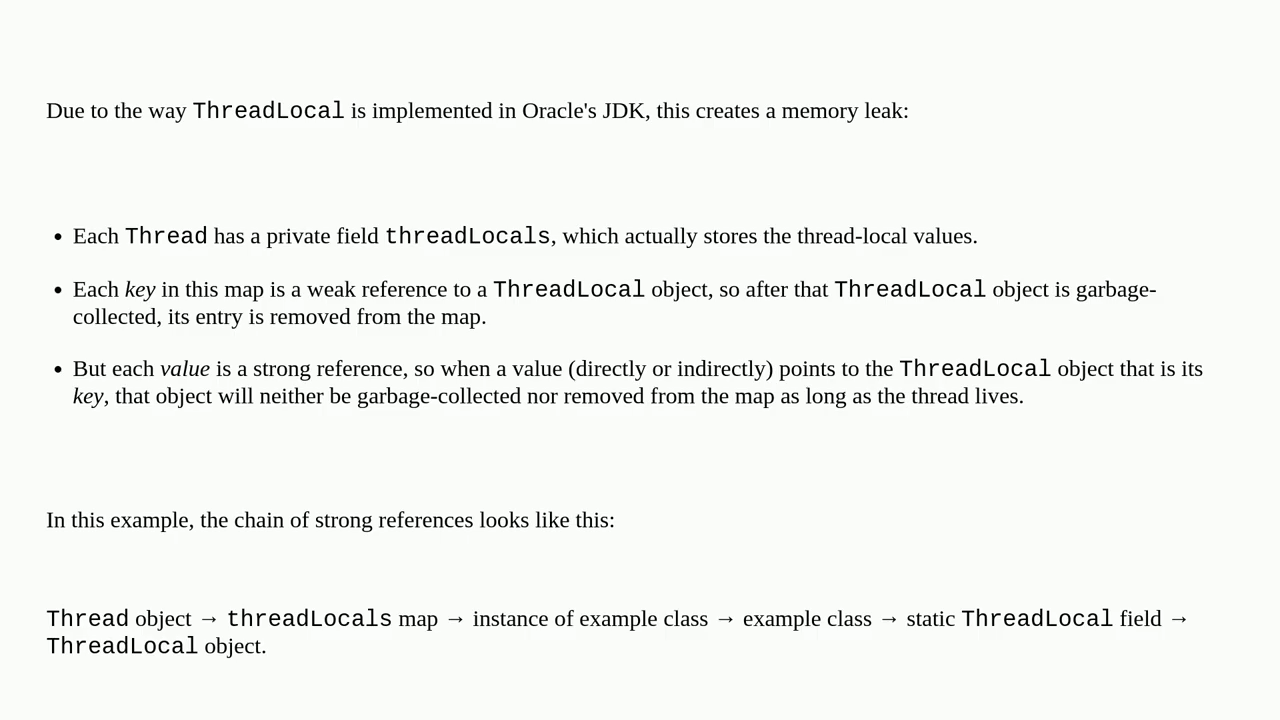 Due to the way ThreadLocal is implemented in Oracle's JDK, this creates a memory leak:
• Each Thread has a private field threadLocals, which actually stores the thread-local values.
• Each key in this map is a weak reference to a ThreadLocal object, so after that ThreadLocal object is garbage-
collected, its entry is removed from the map.
• But each value is a strong reference, so when a value (directly or indirectly) points to the ThreadLocal object that is its
key, that object will neither be garbage-collected nor removed from the map as long as the thread lives.
In this example, the chain of strong references looks like this:
Thread object → threadLocals map → instance of example class → example class → static ThreadLocal field →
ThreadLocal object.